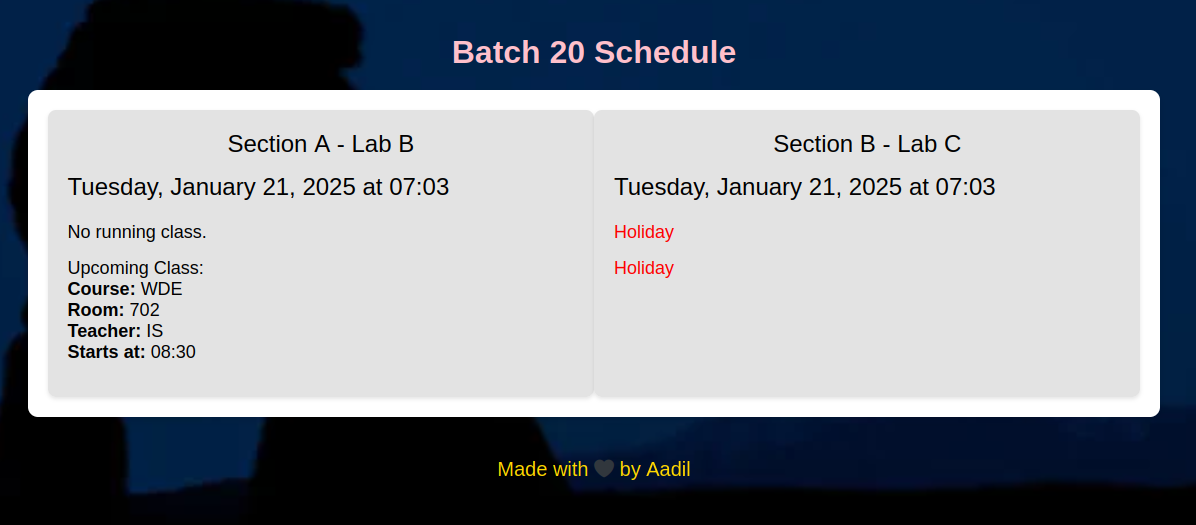 Batch 20 Schedule
Section A - Lab B
Tuesday, January 21, 2025 at 07:03
No running class.
Upcoming Class:
Course: WDE
Room: 702
Teacher: IS
Starts at: 08:30
Section B - Lab C
Tuesday, January 21, 2025 at 07:03
Holiday
Holiday
Made with 🖤 by Aadil